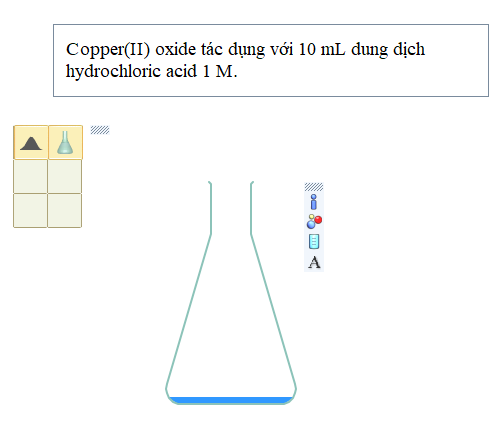 Copper(II) oxide tác dụng với 10 mL dung dịch
hydrochloric acid 1 M.
A